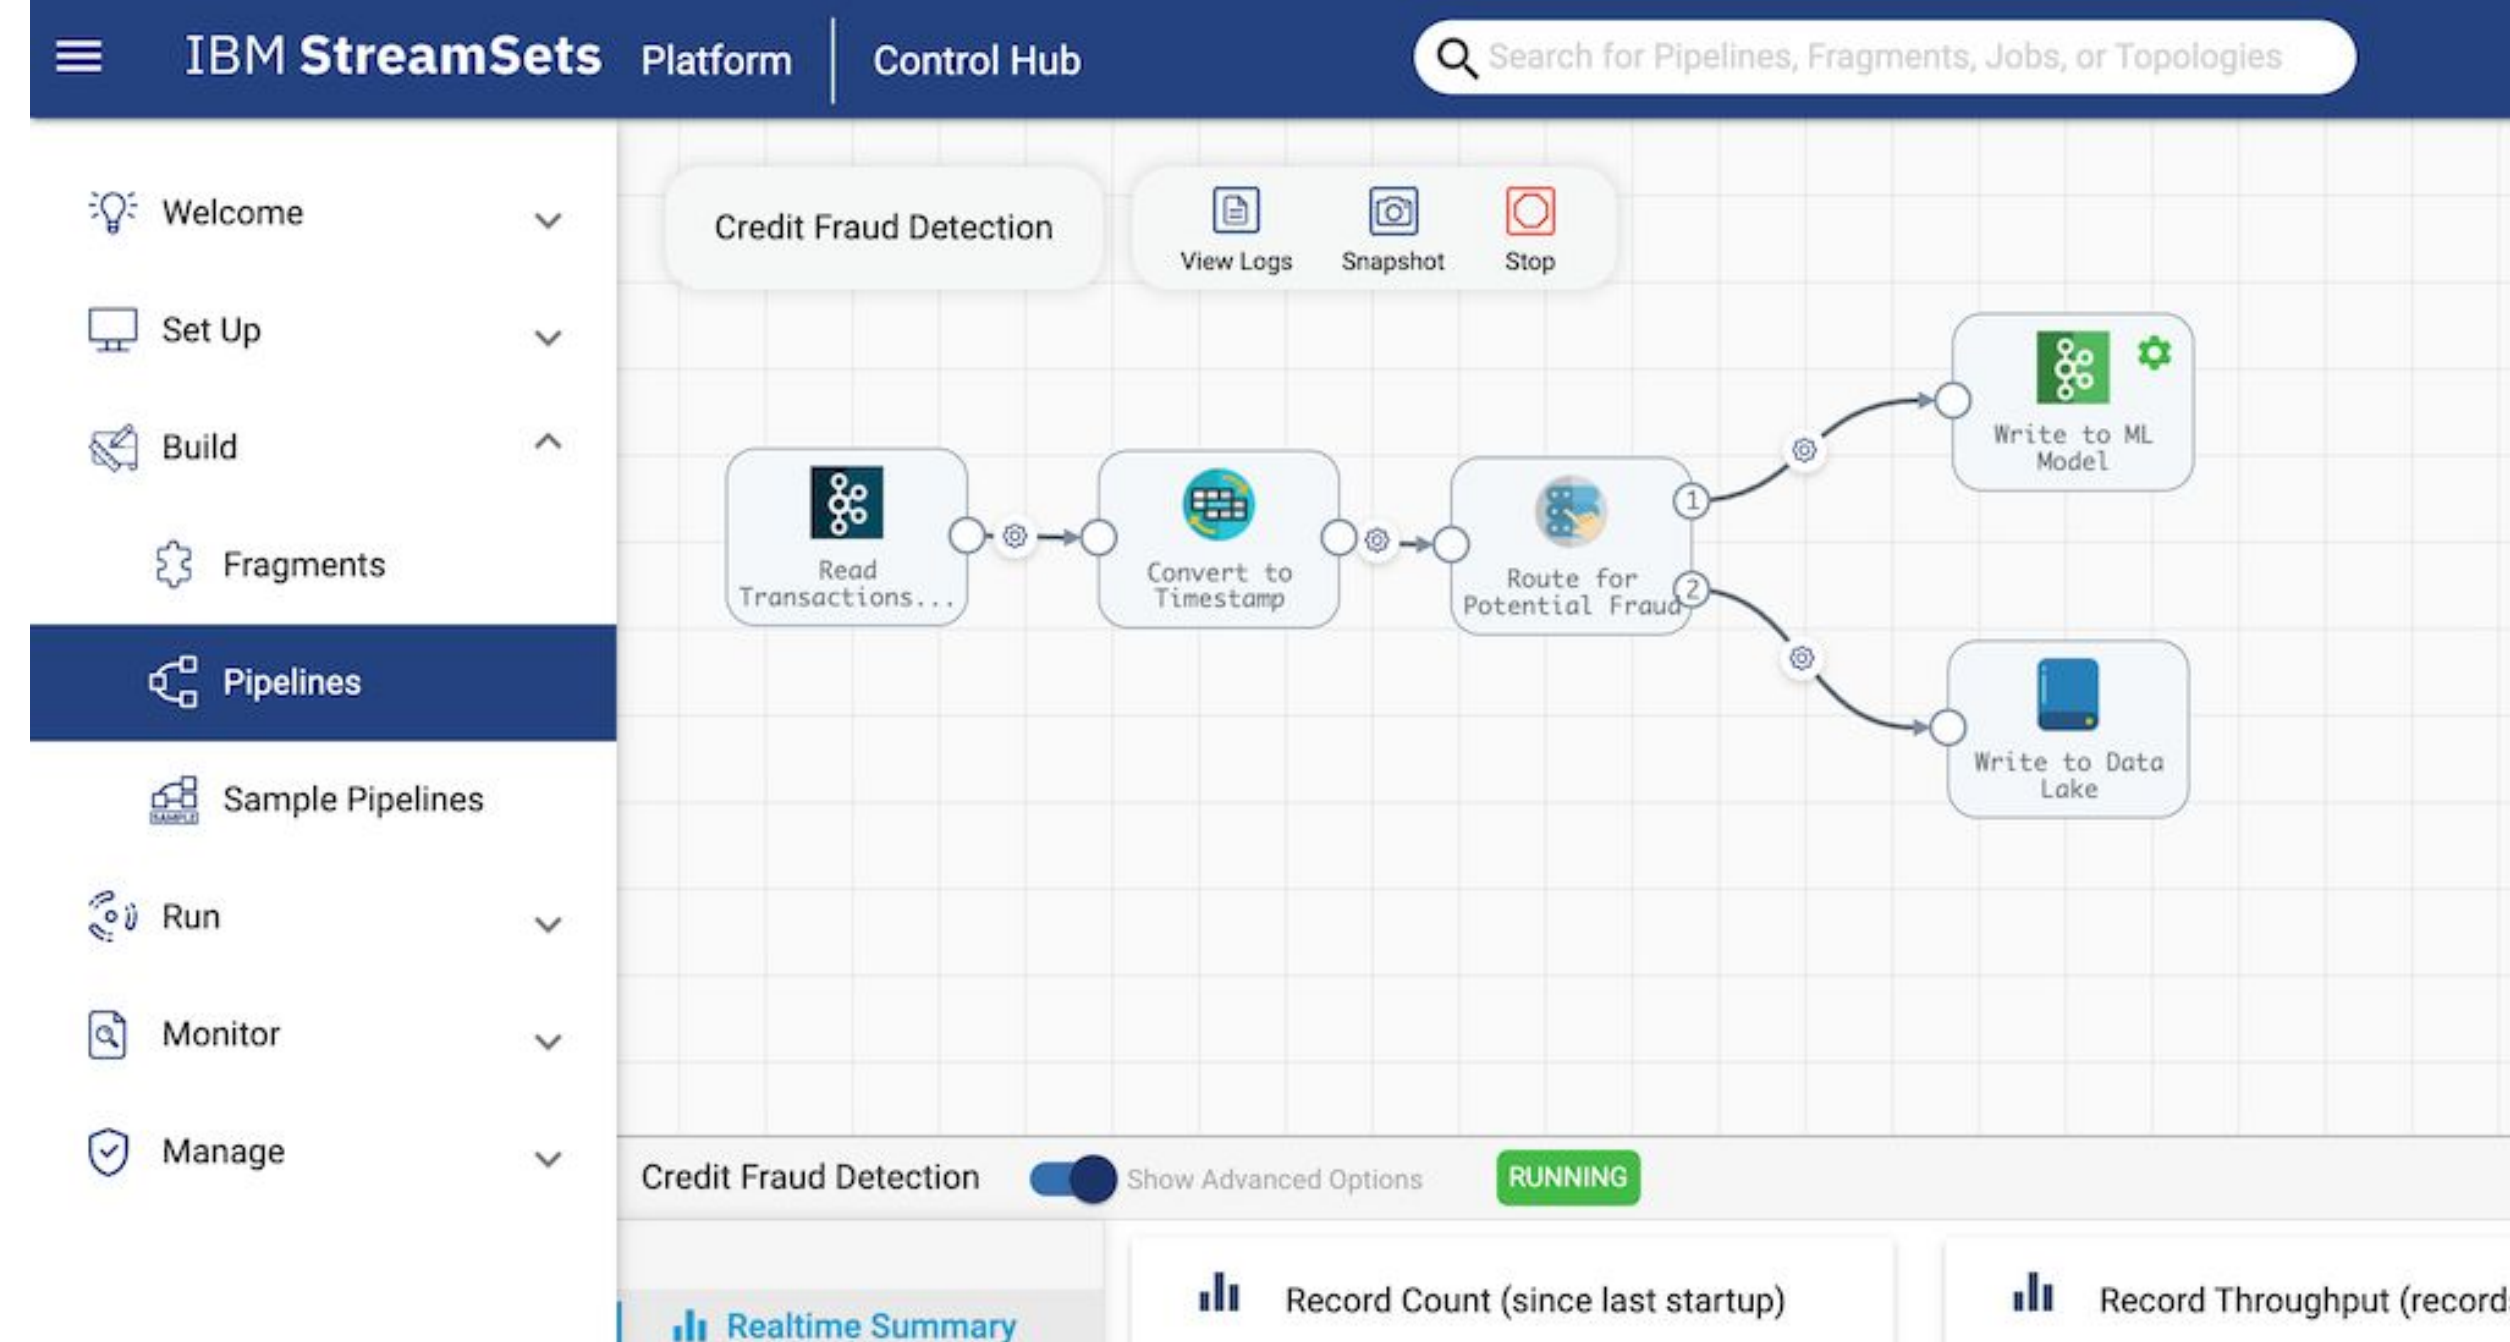 IBM StreamSets Platform Control Hub
Search for Pipelines, Fragments, Jobs, or Topologies
Welcome
Set Up
Build
Fragments
Pipelines
Sample Pipelines
SAMPLE
Run
Monitor
Manage
Credit Fraud Detection
View Logs
Snapshot
Stop
Read
Transactions...
Convert to
Timestamp
Route for
Potential Fraud
1
2
Write to ML
Model
Write to Data
Lake
Credit Fraud Detection
Show Advanced Options
RUNNING
Realtime Summary
Record Count (since last startup)
Record Throughput (record